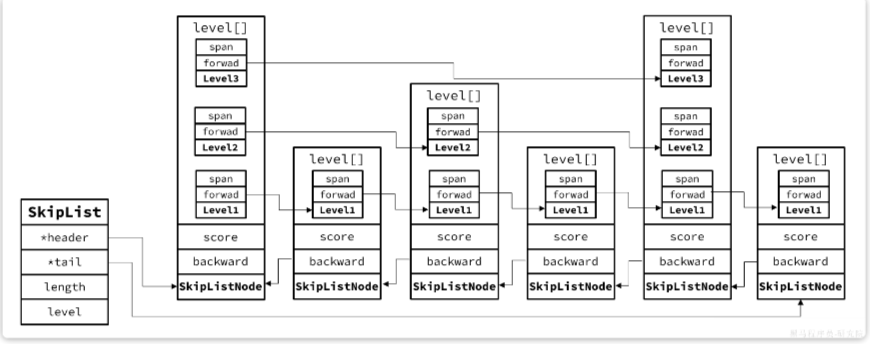 SkipList
*header
*tail
length
level
level[]
span
forwad
Level3
span
forwad
Level2
span
forwad
Level1
score
backward
SkipListNode
level[]
span
forwad
Level1
score
backward
SkipListNode
level[]
span
forwad
Level2
span
forwad
Level1
score
backward
SkipListNode
level[]
span
forwad
Level1
score
backward
SkipListNode
level[]
span
forwad
Level3
span
forwad
Level2
span
forwad
Level1
score
backward
SkipListNode
level[]
span
forwad
Level1
score
backward
SkipListNode